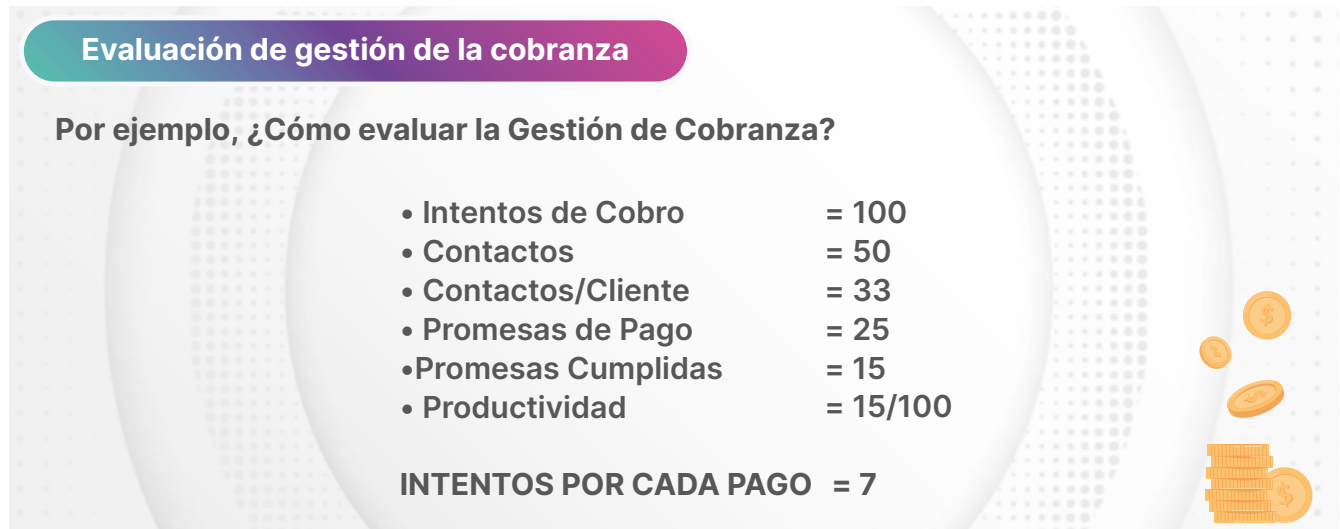 Evaluación de gestión de la cobranza
Por ejemplo, ¿Cómo evaluar la Gestión de Cobranza?
• Intentos de Cobro = 100
• Contactos = 50
• Contactos/Cliente = 33
• Promesas de Pago = 25
•Promesas Cumplidas = 15
• Productividad = 15/100
INTENTOS POR CADA PAGO = 7